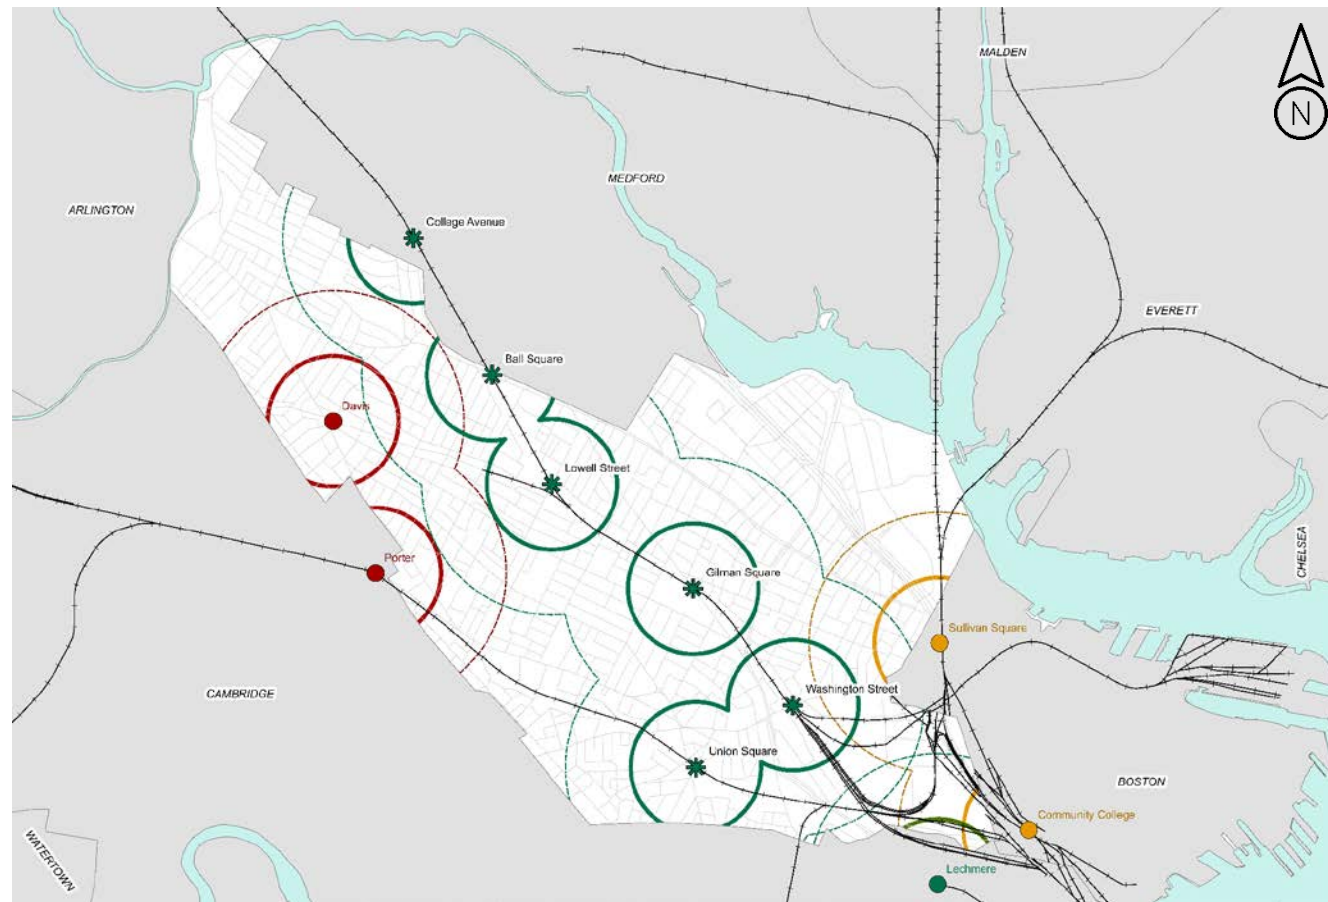 MALDEN
N
MEDFORD
ARLINGTON
College Avenue
EVERETT
Ball Square
Davis
Lowell Street
CHELSEA
Porter
Gilman Square
Sullivan Square
CAMBRIDGE
Washington Street
Union Square
BOSTON
Community College
WATERTOWN
Lechmere